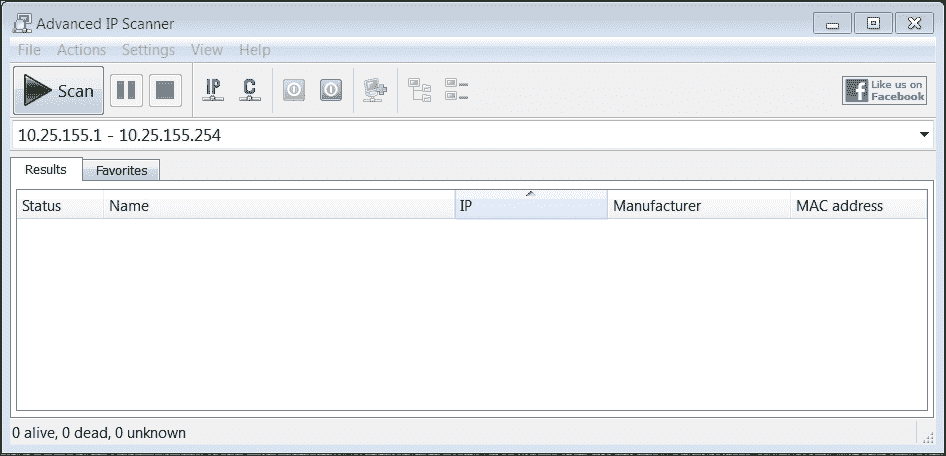 Advanced IP Scanner
File Actions Settings View Help
Scan IP C Like us on
Facebook
10.25.155.1 - 10.25.155.254
Results Favorites
Status Name IP Manufacturer MAC address
0 alive, 0 dead, 0 unknown